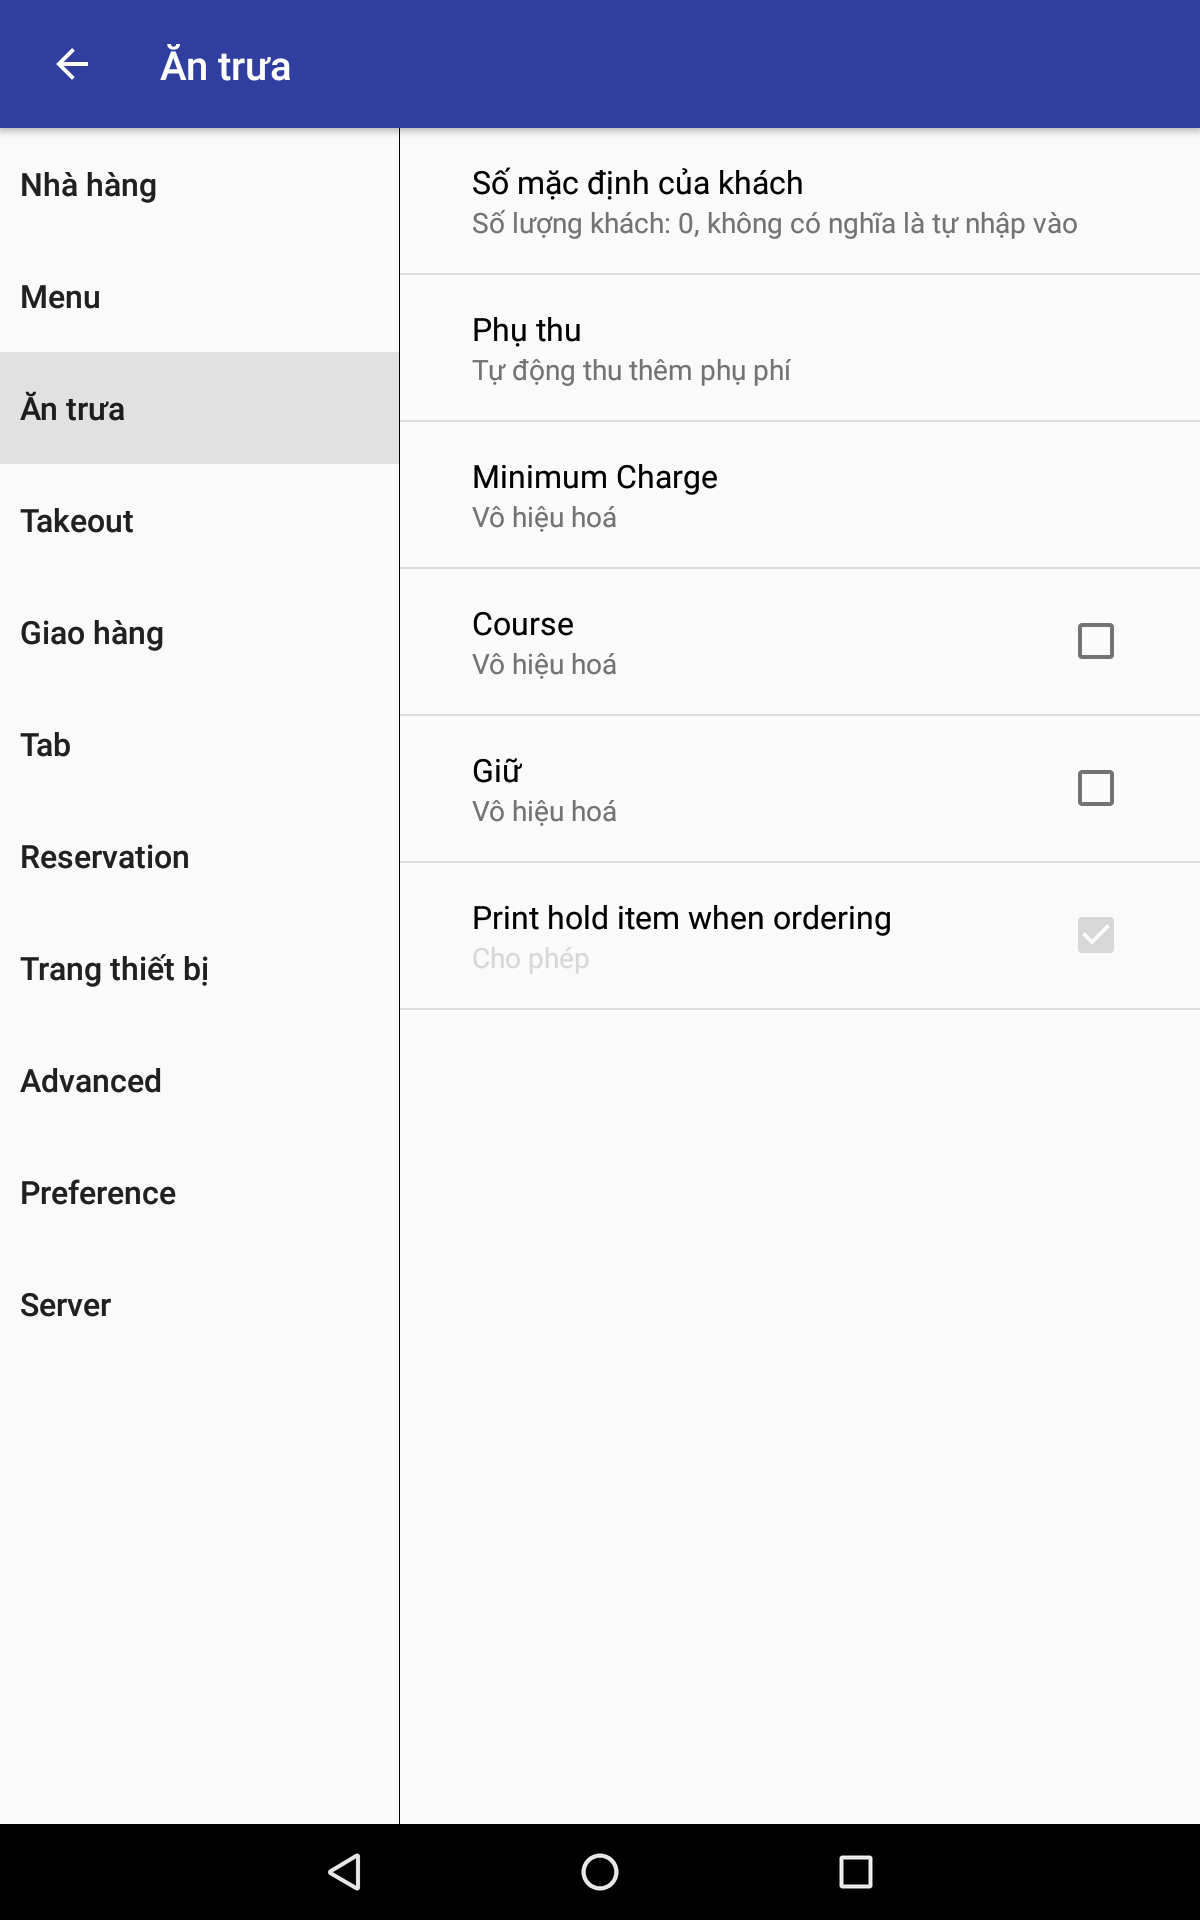 Ăn trưa
Nhà hàng
Menu
Ăn trưa
Takeout
Giao hàng
Tab
Reservation
Trang thiết bị
Advanced
Preference
Server
Số mặc định của khách
Số lượng khách: 0, không có nghĩa là tự nhập vào
Phụ thu
Tự động thu thêm phụ phí
Minimum Charge
Vô hiệu hoá
Course
Vô hiệu hoá
Giữ
Vô hiệu hoá
Print hold item when ordering
Cho phép